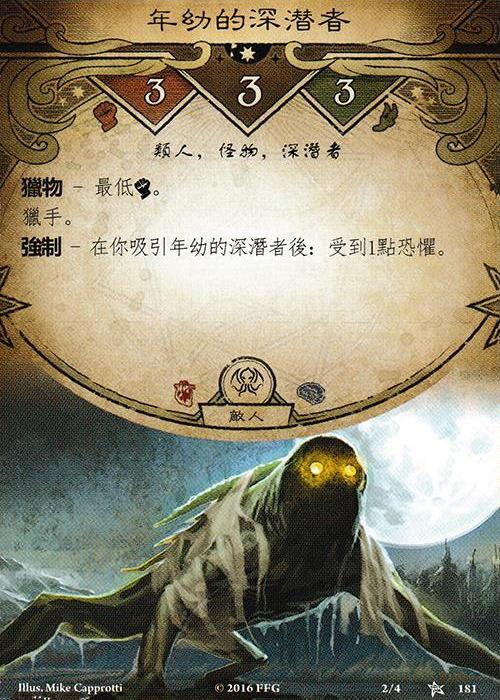 年幼的深潛者
3 3 3
類人，怪物，深潛者
獵物 – 最低。
獵手。
強制 – 在你吸引年幼的深潛者後：受到1點恐懼。
敵人
Illus. Mike Capprotti © 2016 FFG 2/4 181